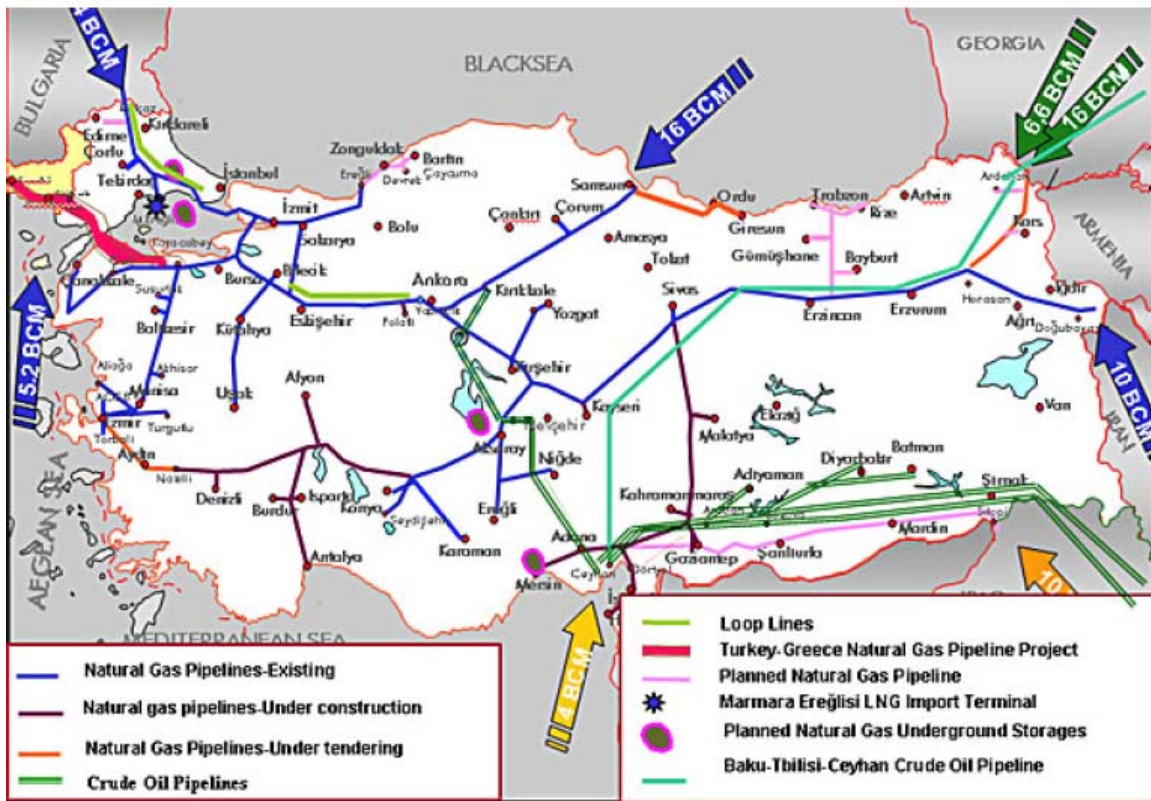 BULGARIA
BLACKSEA
GEORGIA
4 BCM
16 BCM
6,6 BCM
16 BCM
Kırklareli
Edirne
Çorlu
Tekirdağ
İstanbul
Zonguldak
Bartın
Ereğli
Devrek
Çaycuma
Samsun
Ordu
Giresun
Trabzon
Rize
Artvin
Ardahan
Kars
ARMENIA
İzmit
Sakarya
Bolu
Çankırı
Çorum
Amasya
Tokat
Gümüşhane
Bayburt
Karacabey
Çanakkale
Bursa
Bilecik
Ankara
Kırıkkale
Yozgat
Sivas
Erzincan
Erzurum
Horasan
Iğdır
Ağrı
Doğubayazıt
Susurluk
Balıkesir
Kütahya
Eskişehir
Polatlı
Kırşehir
5.2 BCM
10 BCM
Aliağa
Akhisar
Manisa
İzmir
Turgutlu
Torbalı
Uşak
Afyon
Aksaray
Nevşehir
Kayseri
Malatya
Elazığ
Van
IRAN
Aydın
Nazilli
Denizli
Burdur
Isparta
Konya
Seydişehir
Ereğli
Niğde
Karaman
Antalya
Kahramanmaraş
Adıyaman
Diyarbakır
Batman
Şırnak
Mardin
Şanlıurfa
Gaziantep
Adana
Mersin
Ceyhan
Dörtyol
AEGEAN SEA
MEDITERRANEAN SEA
4 BCM
10
Natural Gas Pipelines-Existing
Natural gas pipelines-Under construction
Natural Gas Pipelines-Under tendering
Crude Oil Pipelines
Loop Lines
Turkey-Greece Natural Gas Pipeline Project
Planned Natural Gas Pipeline
Marmara Ereğlisi LNG Import Terminal
Planned Natural Gas Underground Storages
Baku-Tbilisi-Ceyhan Crude Oil Pipeline